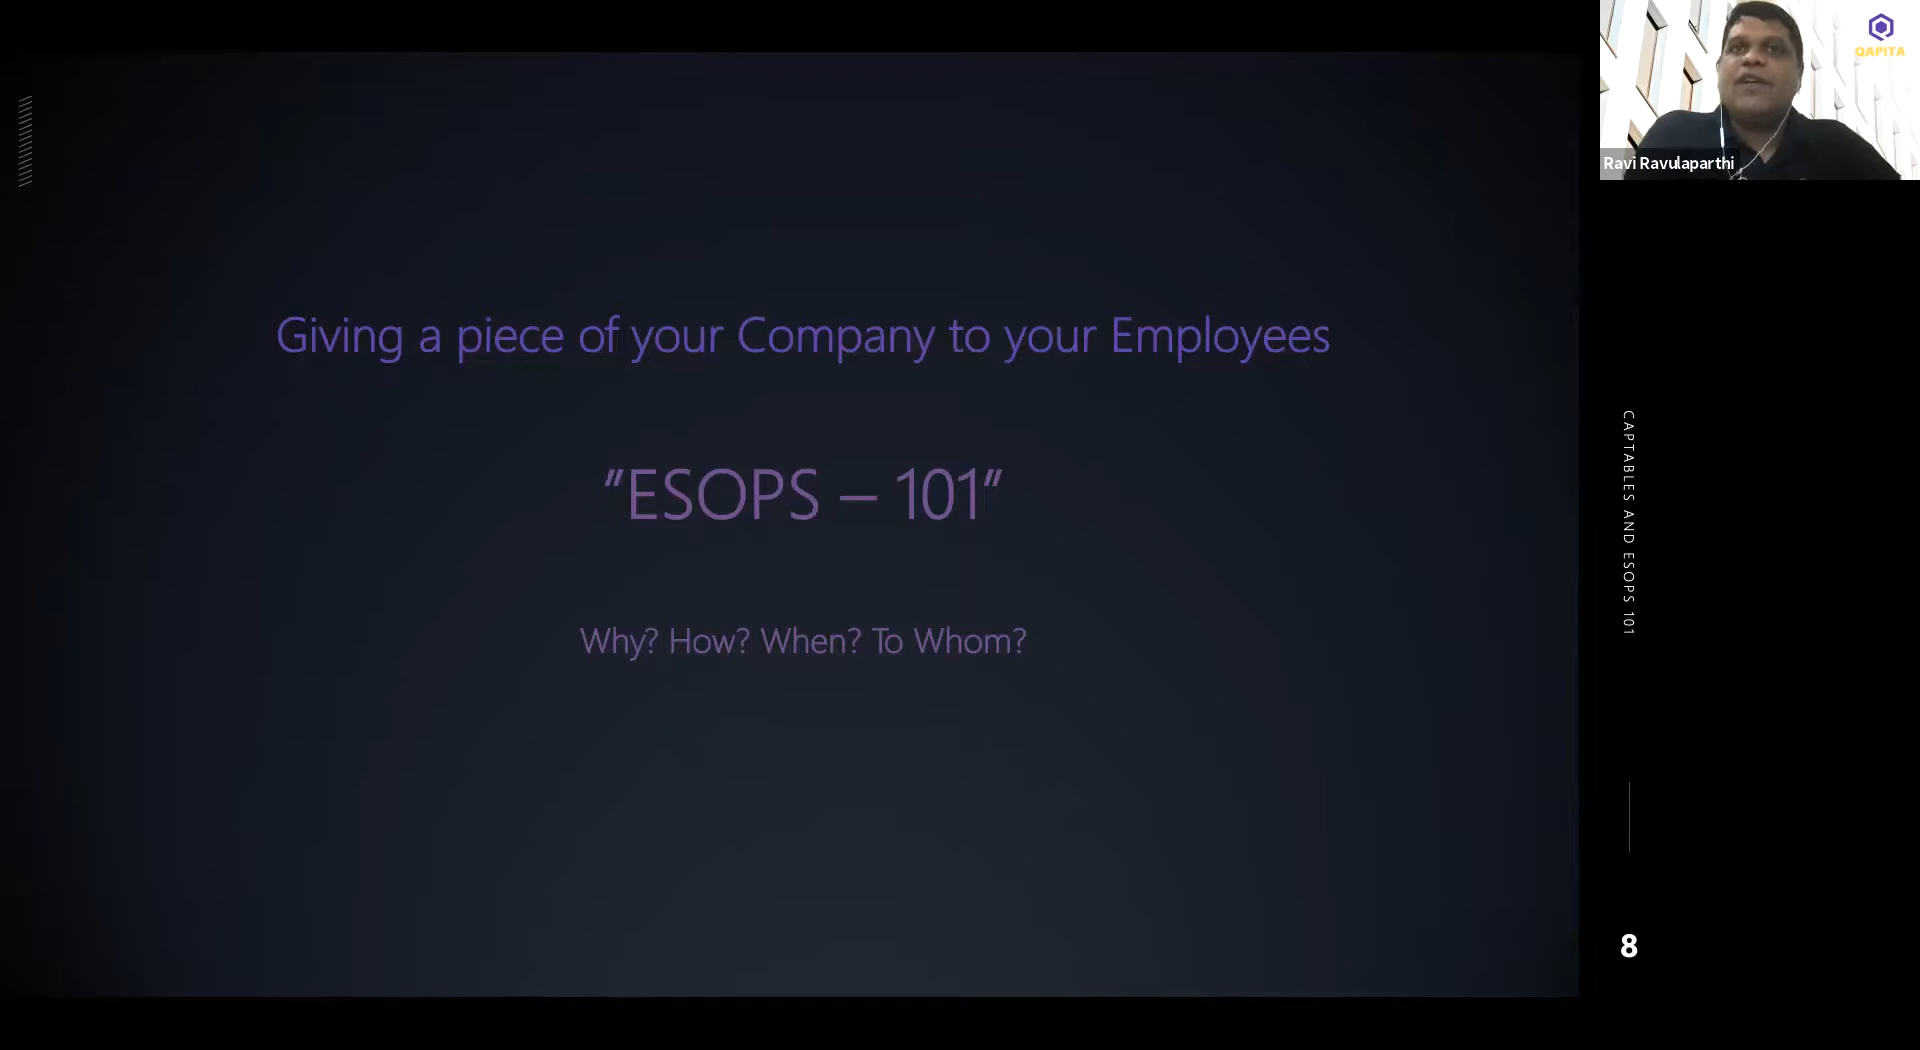 QAPITA
Ravi Ravulaparthi
Giving a piece of your Company to your Employees
"ESOPS – 101"
Why? How? When? To Whom?
CAPTABLES AND ESOPS 101
8